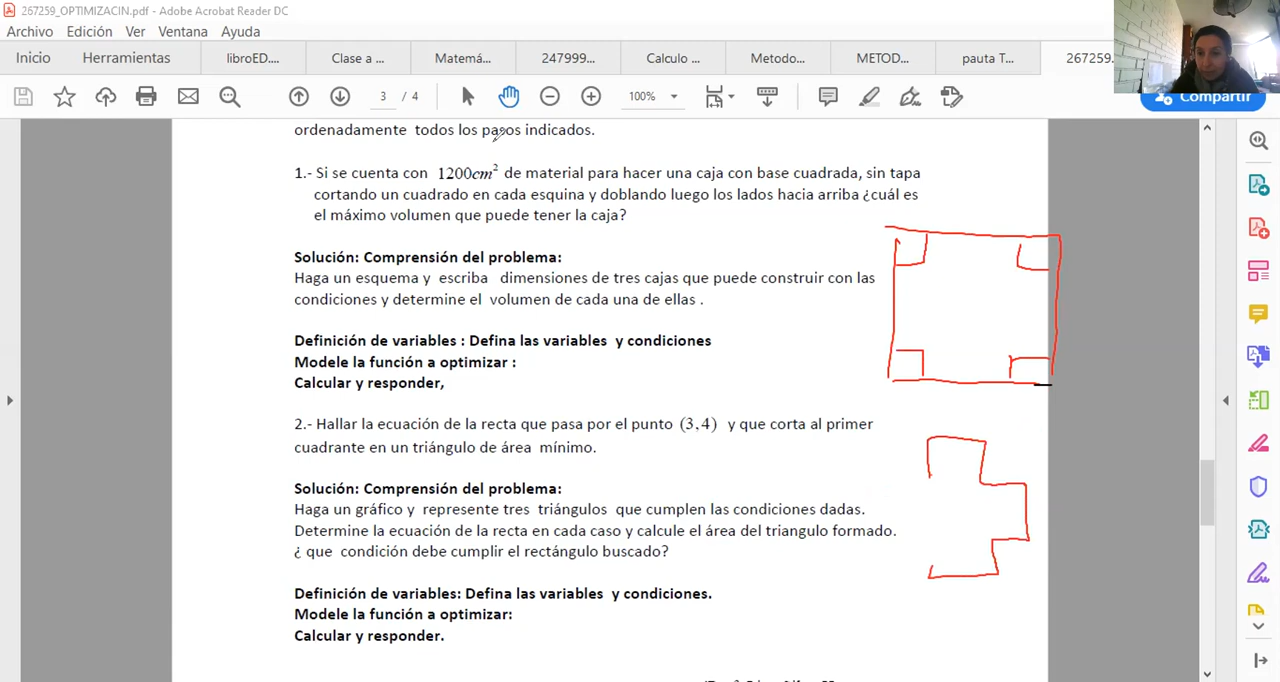 267259_OPTIMIZACIN.pdf - Adobe Acrobat Reader DC
Archivo Edición Ver Ventana Ayuda
Inicio Herramientas libroED.... Clase a ... Matemá... 247999... Calculo ... Metodo... METOD... pauta T... 267259.
3 / 4 100% Compartir
ordenadamente todos los pasos indicados.
1.- Si se cuenta con 1200cm² de material para hacer una caja con base cuadrada, sin tapa
cortando un cuadrado en cada esquina y doblando luego los lados hacia arriba ¿cuál es
el máximo volumen que puede tener la caja?
Solución: Comprensión del problema:
Haga un esquema y escriba dimensiones de tres cajas que puede construir con las
condiciones y determine el volumen de cada una de ellas .
Definición de variables : Defina las variables y condiciones
Modele la función a optimizar :
Calcular y responder,
2.- Hallar la ecuación de la recta que pasa por el punto (3,4) y que corta al primer
cuadrante en un triángulo de área mínimo.
Solución: Comprensión del problema:
Haga un gráfico y represente tres triángulos que cumplen las condiciones dadas.
Determine la ecuación de la recta en cada caso y calcule el área del triangulo formado.
¿ que condición debe cumplir el rectángulo buscado?
Definición de variables: Defina las variables y condiciones.
Modele la función a optimizar:
Calcular y responder.